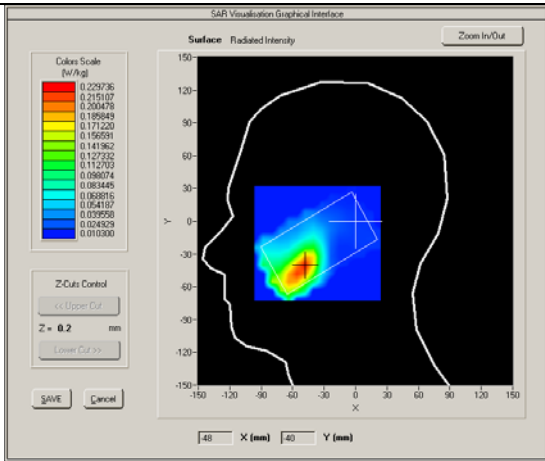 SAR Visualisation Graphical Interface
Surface Radiated Intensity
Zoom In/Out
Colors Scale
(W/kg)
0.229736
0.215107
0.200478
0.185849
0.171220
0.156591
0.141962
0.127332
0.112703
0.098074
0.083445
0.068816
0.054187
0.039558
0.024929
0.010300
Z-Cuts Control
<< Upper Cut
Z = 0.2 mm
Lower Cut >>
SAVE Cancel
150
120
90
60
30
0
-30
-60
-90
-120
-150
Y
-150 -120 -90 -60 -30 0 30 60 90 120 150
X
-48 X (mm) -40 Y (mm)